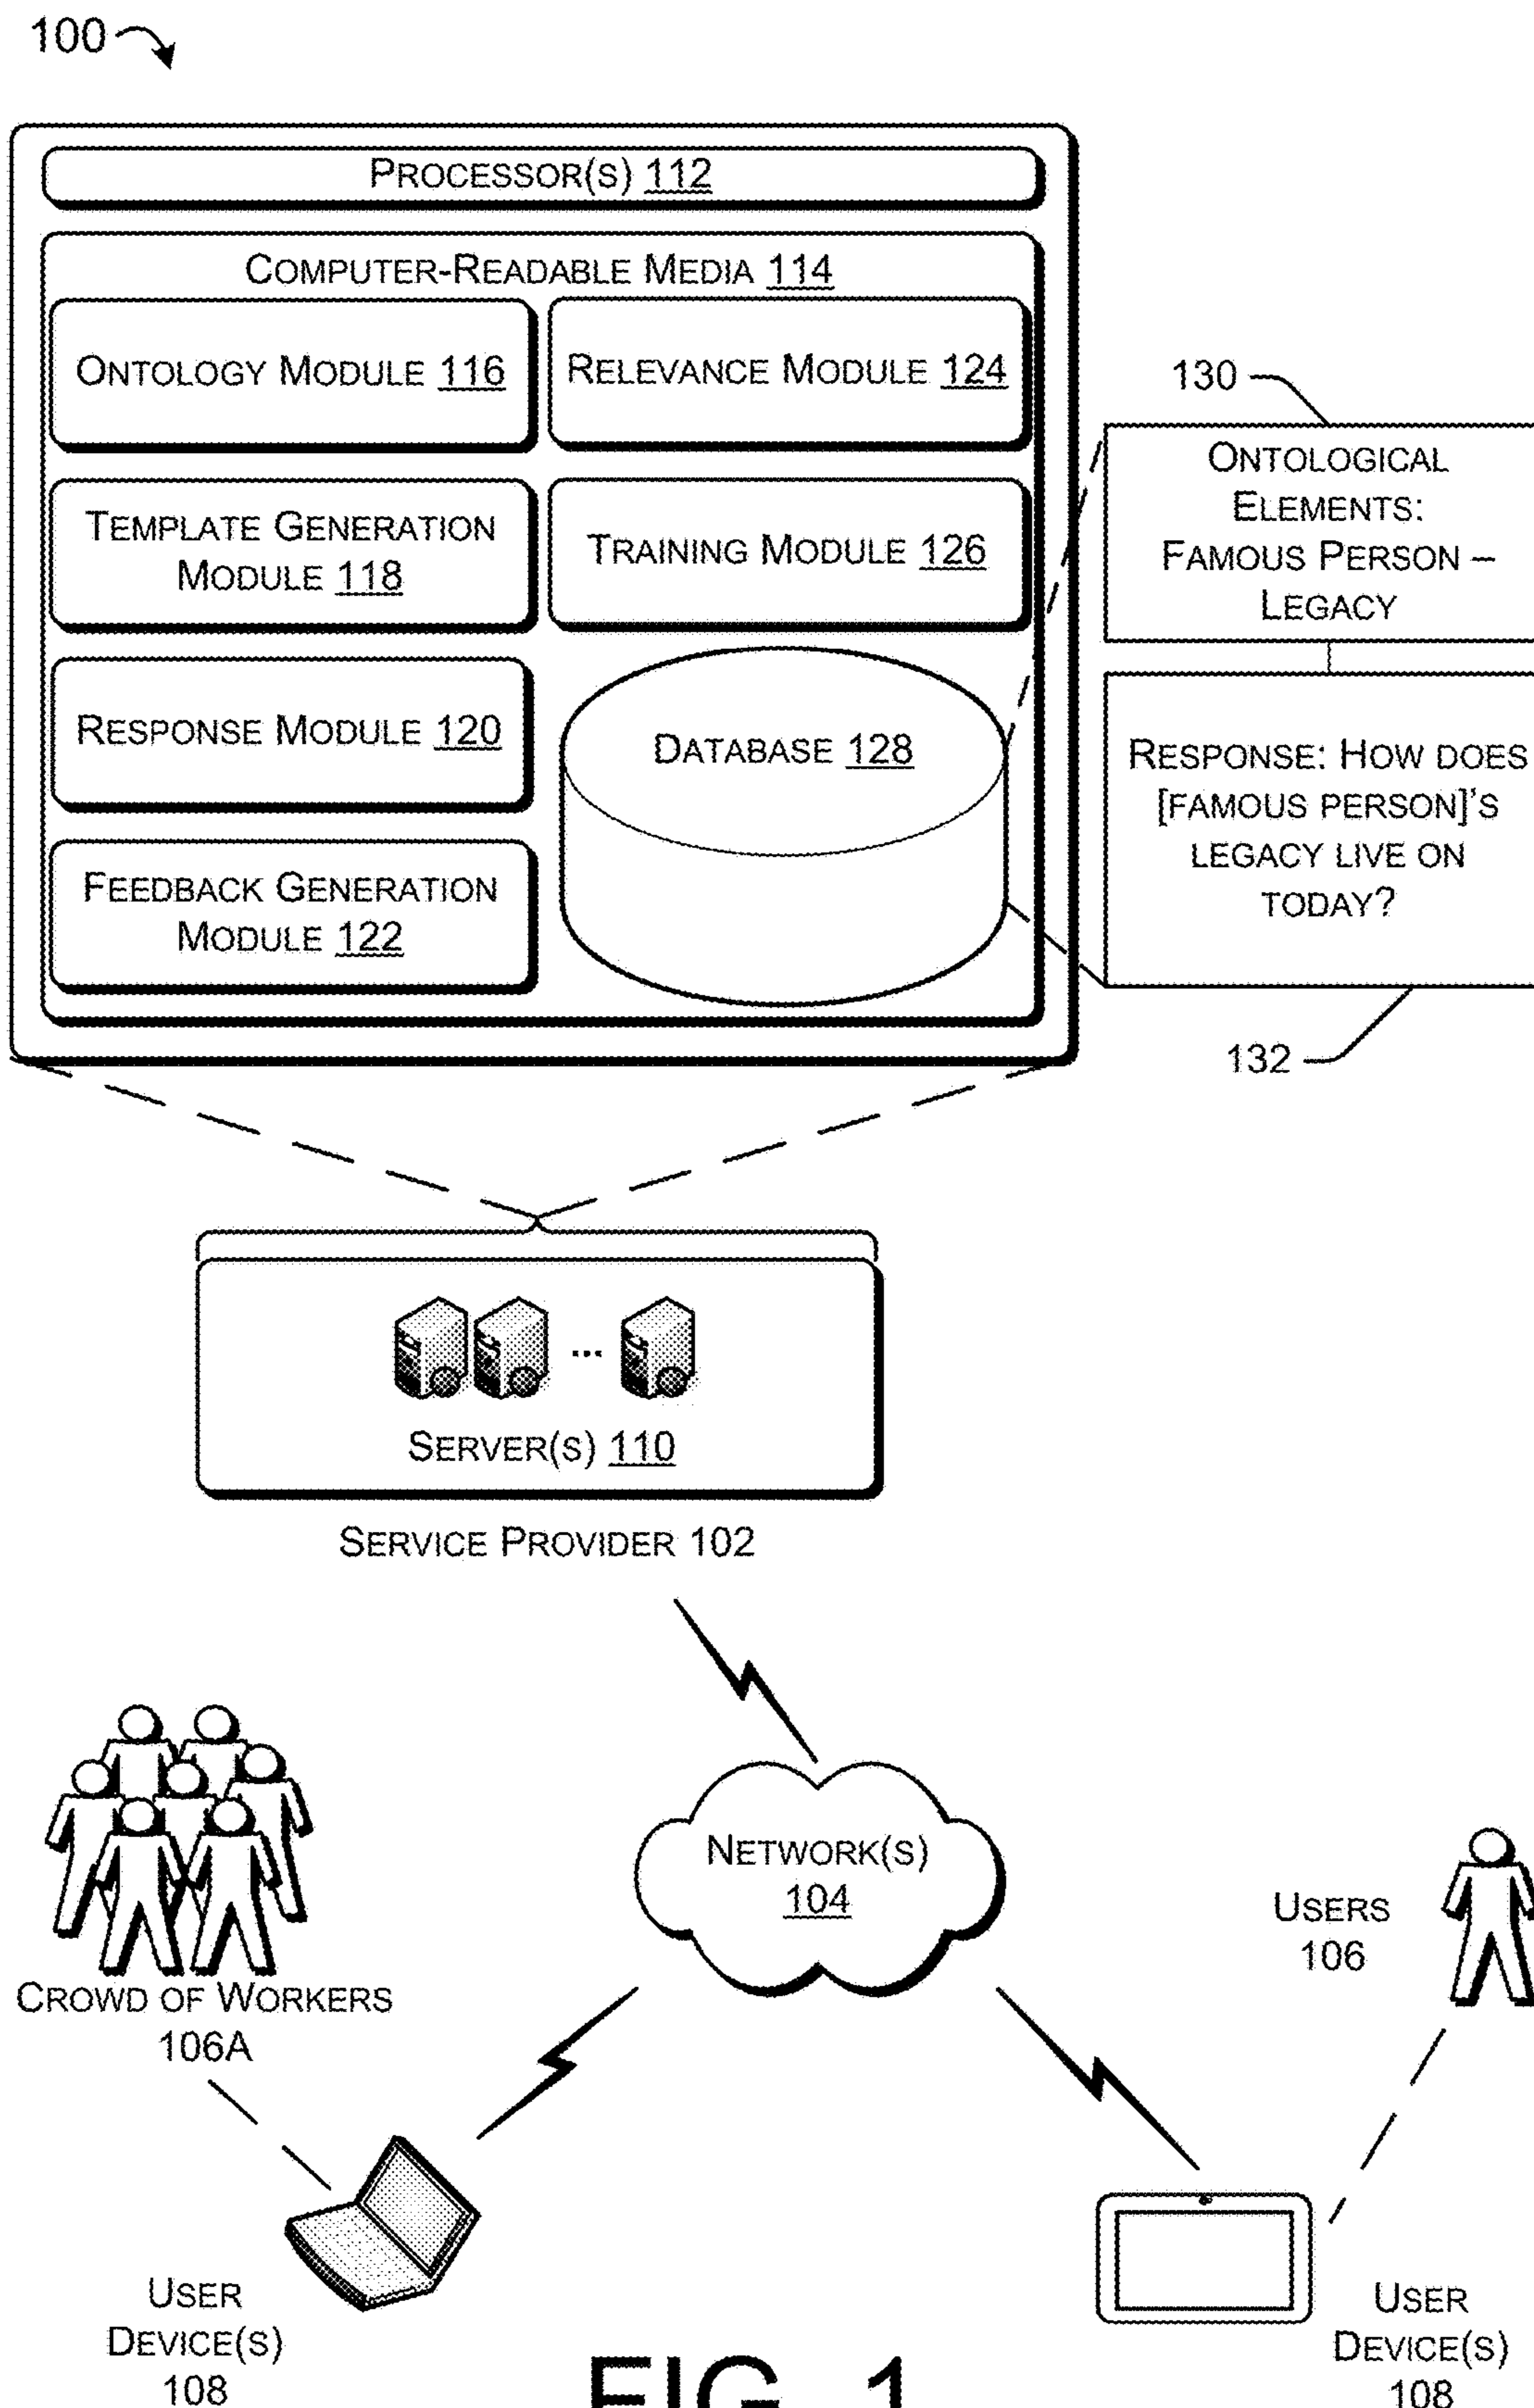 100
PROCESSOR(S) 112
COMPUTER-READABLE MEDIA 114
ONTOLOGY MODULE 116
RELEVANCE MODULE 124
TEMPLATE GENERATION
MODULE 118
TRAINING MODULE 126
RESPONSE MODULE 120
DATABASE 128
FEEDBACK GENERATION
MODULE 122
130
ONTOLOGICAL
ELEMENTS:
FAMOUS PERSON –
LEGACY
RESPONSE: HOW DOES
[FAMOUS PERSON]'S
LEGACY LIVE ON
TODAY?
132
SERVER(S) 110
SERVICE PROVIDER 102
NETWORK(S)
104
CROWD OF WORKERS
106A
USERS
106
USER
DEVICE(S)
108
USER
DEVICE(S)
108
FIG. 1